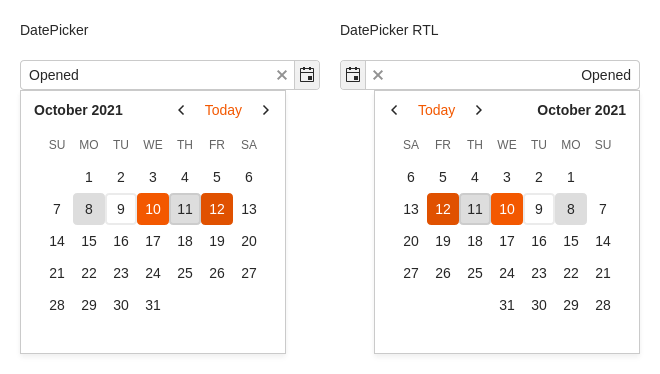 DatePicker
Opened
October 2021 Today
SU MO TU WE TH FR SA
1 2 3 4 5 6
7 8 9 10 11 12 13
14 15 16 17 18 19 20
21 22 23 24 25 26 27
28 29 30 31
DatePicker RTL
Opened
Today October 2021
SA FR TH WE TU MO SU
6 5 4 3 2 1
13 12 11 10 9 8 7
20 19 18 17 16 15 14
27 26 25 24 23 22 21
31 30 29 28